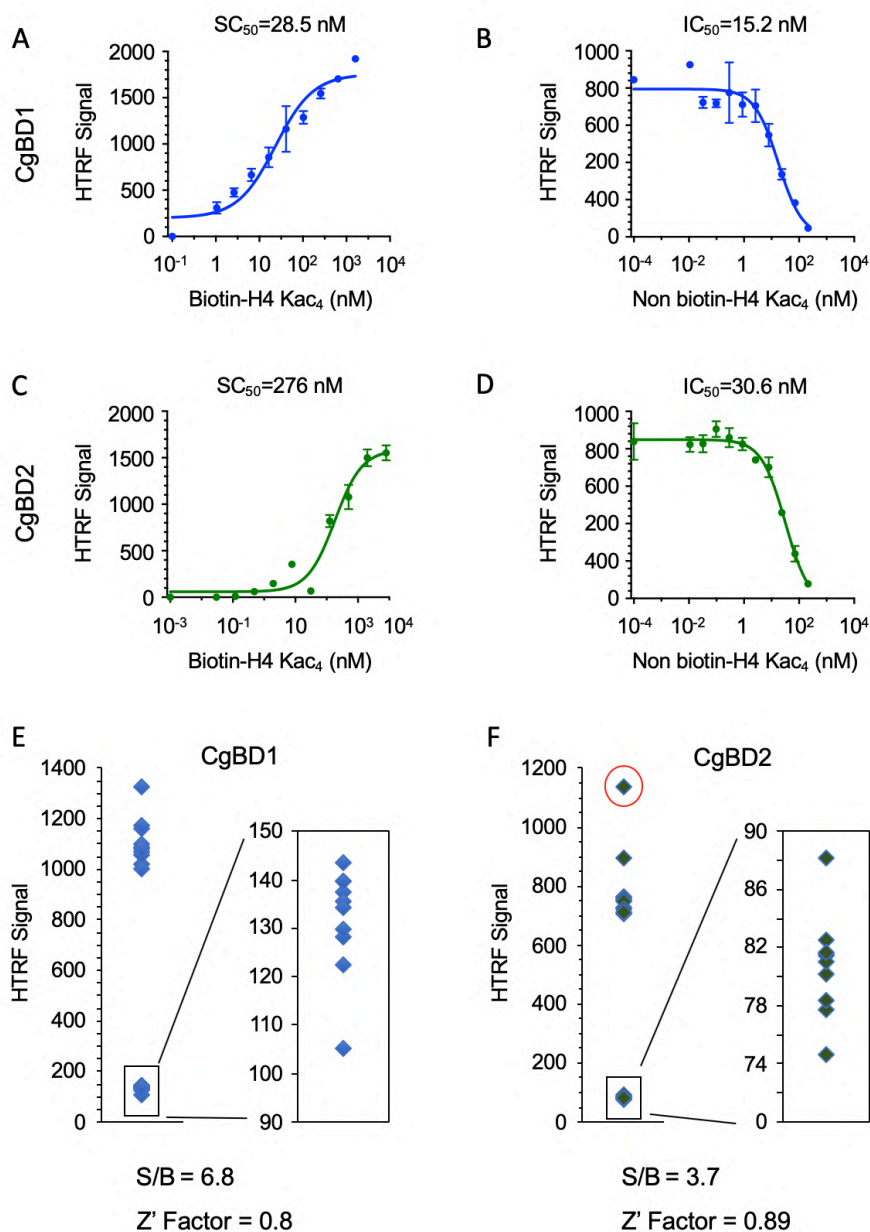 A
SC₅₀=28.5 nM
CgBD1
HTRF Signal
2000
1500
1000
500
0
10⁻¹ 1 10 10² 10³ 10⁴
Biotin-H4 Kac₄ (nM)
B
IC₅₀=15.2 nM
HTRF Signal
1000
800
600
200
400
0
10⁻⁴ 10⁻² 1 10² 10⁴
Non biotin-H4 Kac₄ (nM)
C
SC₅₀=276 nM
CgBD2
HTRF Signal
2000
1500
1000
500
0
10⁻³ 10⁻¹ 10 10³ 10⁴
Biotin-H4 Kac₄ (nM)
D
IC₅₀=30.6 nM
HTRF Signal
1000
800
600
200
400
0
10⁻⁴ 10⁻² 1 10² 10⁴
Non biotin-H4 Kac₄ (nM)
E
CgBD1
HTRF Signal
1400
1200
1000
800
600
400
200
0
150
140
130
120
110
100
90
S/B = 6.8
Z' Factor = 0.8
F
CgBD2
HTRF Signal
1200
1000
800
600
400
200
0
90
86
82
78
74
0
S/B = 3.7
Z' Factor = 0.89